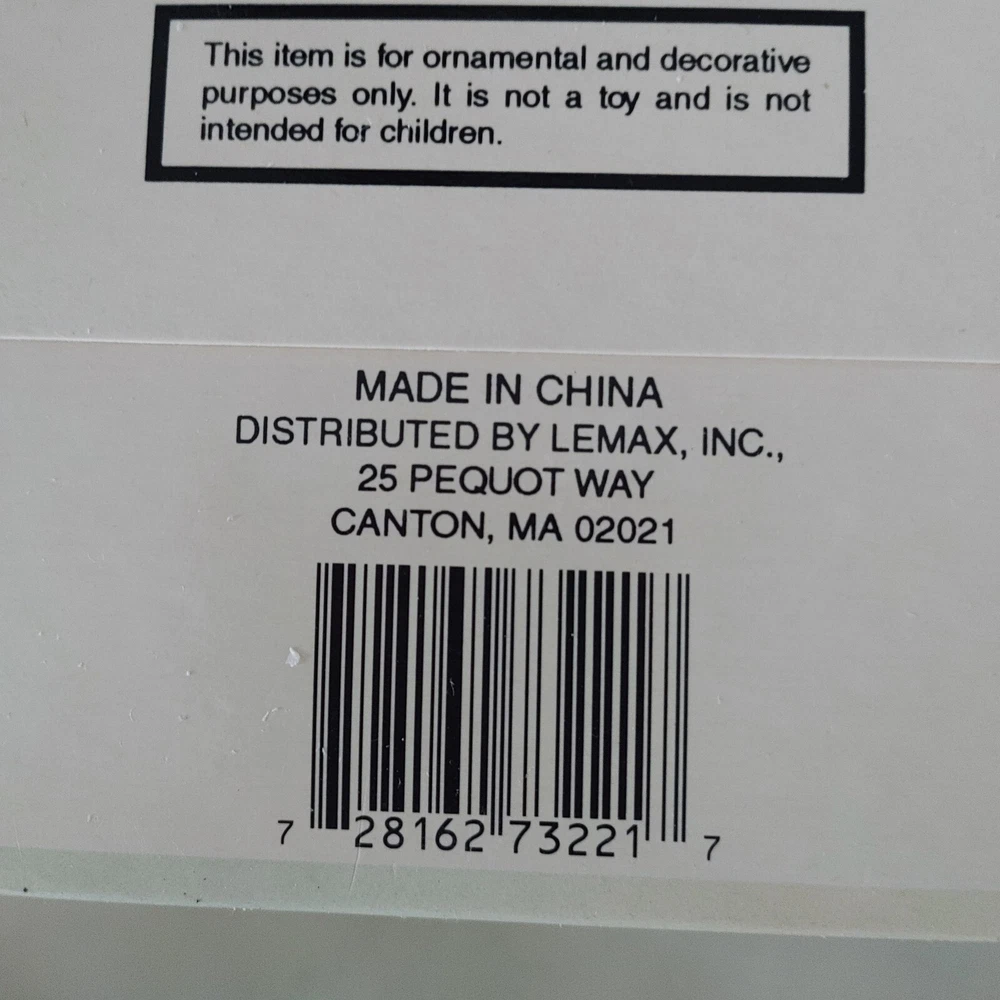 This item is for ornamental and decorative
purposes only. It is not a toy and is not
intended for children.
MADE IN CHINA
DISTRIBUTED BY LEMAX, INC.,
25 PEQUOT WAY
CANTON, MA 02021
7 28162 73221 7